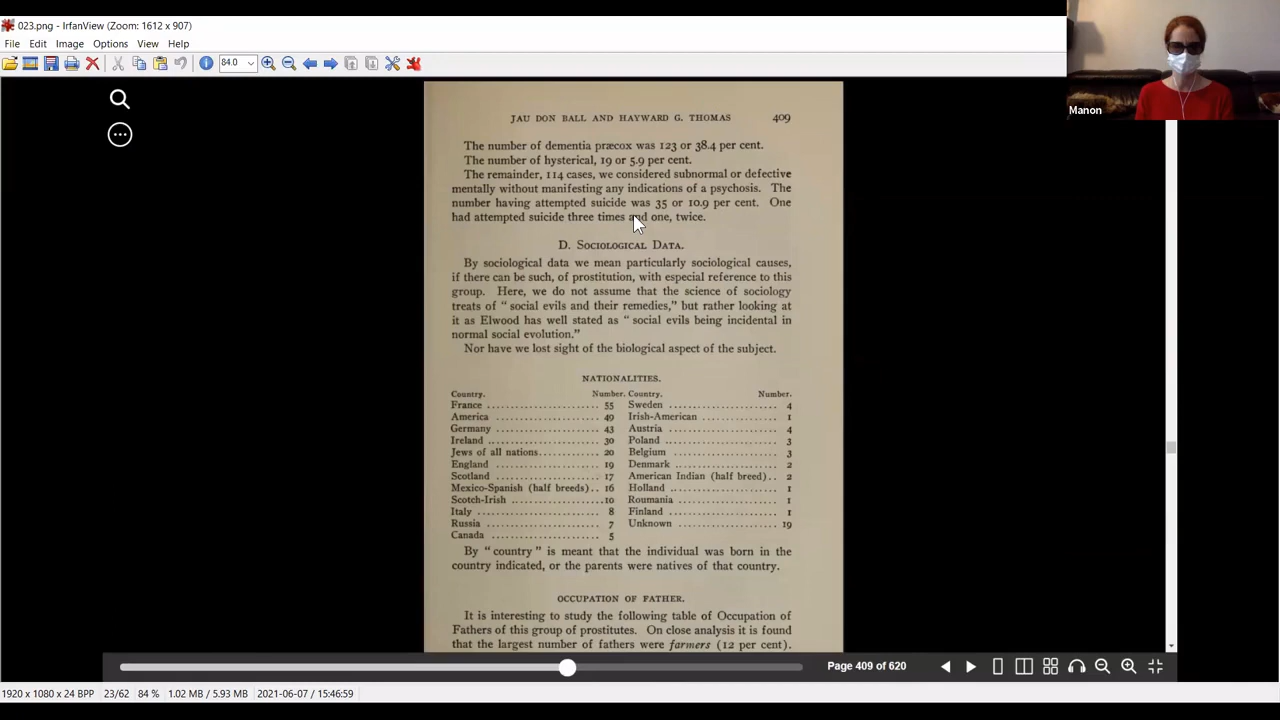 023.png - IrfanView (Zoom: 1612 x 907)
File Edit Image Options View Help
84.0
Manon
JAU DON BALL AND HAYWARD G. THOMAS 409
The number of dementia præcox was 123 or 38.4 per cent.
The number of hysterical, 19 or 5.9 per cent.
The remainder, 114 cases, we considered subnormal or defective
mentally without manifesting any indications of a psychosis. The
number having attempted suicide was 35 or 10.9 per cent. One
had attempted suicide three times and one, twice.
D. Sociological Data.
By sociological data we mean particularly sociological causes,
if there can be such, of prostitution, with especial reference to this
group. Here, we do not assume that the science of sociology
treats of “ social evils and their remedies,” but rather looking at
it as Elwood has well stated as “ social evils being incidental in
normal social evolution.”
Nor have we lost sight of the biological aspect of the subject.
NATIONALITIES.
Country. Number. Country. Number.
France 55 Sweden 4
America 49 Irish-American 1
Germany 43 Austria 4
Ireland 30 Poland 3
Jews of all nations 20 Belgium 3
England 19 Denmark 2
Scotland 17 American Indian (half breed) 2
Mexico-Spanish (half breeds) 16 Holland 1
Scotch-Irish 10 Roumania 1
Italy 8 Finland 1
Russia 7 Unknown 19
Canada 5
By “ country ” is meant that the individual was born in the
country indicated, or the parents were natives of that country.
OCCUPATION OF FATHER.
It is interesting to study the following table of Occupation of
Fathers of this group of prostitutes. On close analysis it is found
that the largest number of fathers were farmers (12 per cent).
Page 409 of 620
1920 x 1080 x 24 BPP 23/62 84 % 1.02 MB / 5.93 MB 2021-06-07 / 15:46:59